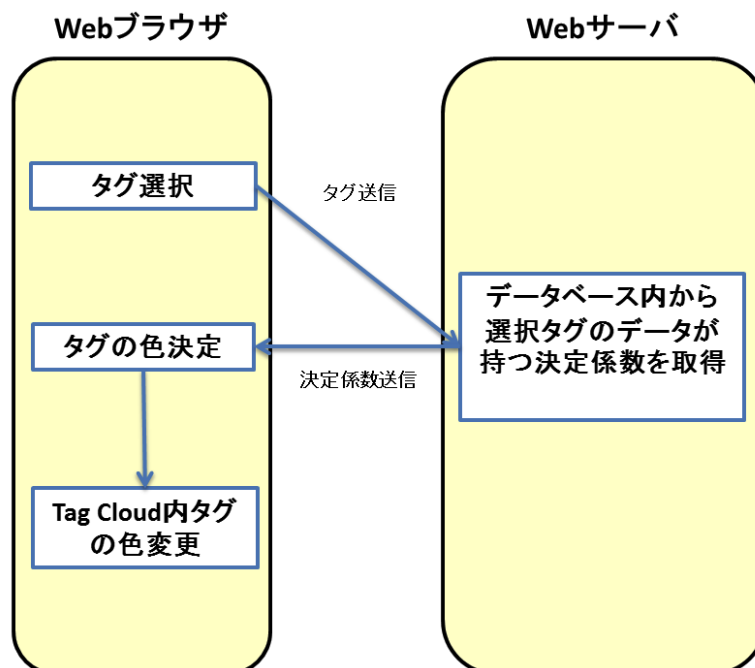 Webブラウザ
Webサーバ
タグ選択
タグ送信
データベース内から
選択タグのデータが
持つ決定係数を取得
タグの色決定
決定係数送信
Tag Cloud内タグ
の色変更